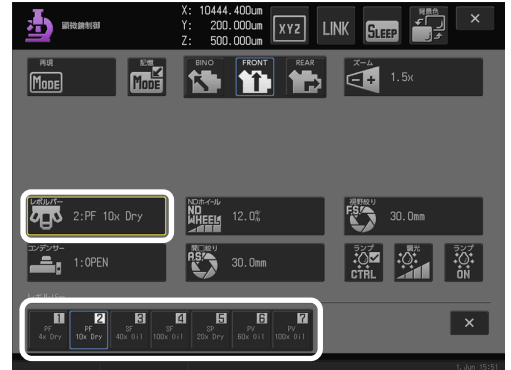 顕微鏡制御
X: 10444.400um
Y: 200.000um
Z: 500.000um
XYZ
LINK
SLEEP
背景色
×
再現
MODE
記憶
MODE
BINO
FRONT
REAR
ズーム
1.5x
レボルバー
2:PF 10x Dry
NDホイール
ND
WHEEL
12.0%
視野絞り
F.S.
30.0mm
コンデンサー
1:OPEN
開口絞り
A.S.
30.0mm
ランプ
CTRL
調光
ランプ
ON
レボルバー
1
PF
4x Dry
2
PF
10x Dry
3
SF
40x Oil
4
SF
100x Oil
5
SP
20x Dry
6
PV
60x Oil
7
PV
100x Oil
×
1.Jun 15:51